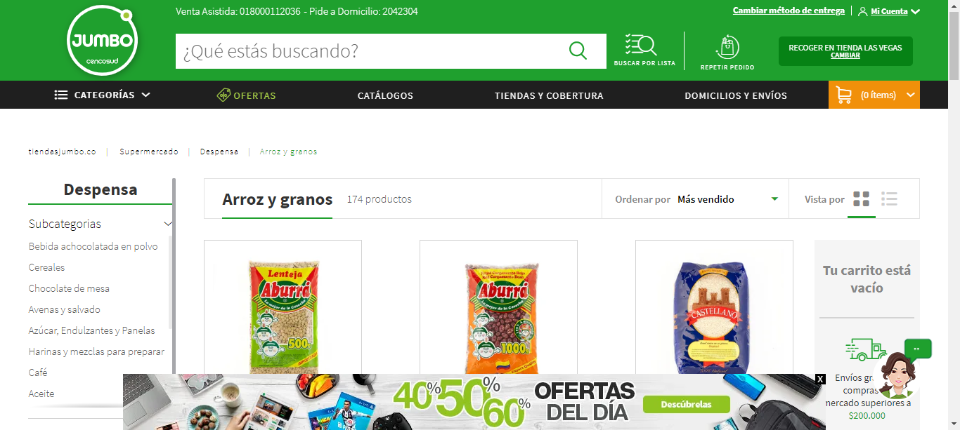 Venta Asistida: 018000112036 - Pide a Domicilio: 2042304
Cambiar método de entrega
Mi Cuenta
JUMBO
cencosud
¿Qué estás buscando?
BUSCAR POR LISTA
REPETIR PEDIDO
RECOGER EN TIENDA LAS VEGAS
CAMBIAR
CATEGORÍAS
OFERTAS
CATÁLOGOS
TIENDAS Y COBERTURA
DOMICILIOS Y ENVÍOS
(0 ítems)
tiendasjumbo.co | Supermercado | Despensa | Arroz y granos
Despensa
Subcategorias
Bebida achocolatada en polvo
Cereales
Chocolate de mesa
Avenas y salvado
Azúcar, Endulzantes y Panelas
Harinas y mezclas para preparar
Café
Aceite
Arroz y granos
174 productos
Ordenar por Más vendido
Vista por
Lenteja
Aburrá
500
Aburrá
1000
CASTELLANO
Tu carrito está
vacío
Envíos
compras
mercado superiores a
$200.000
40% 50% 60%
OFERTAS
DEL DÍA
Descúbrelas
X